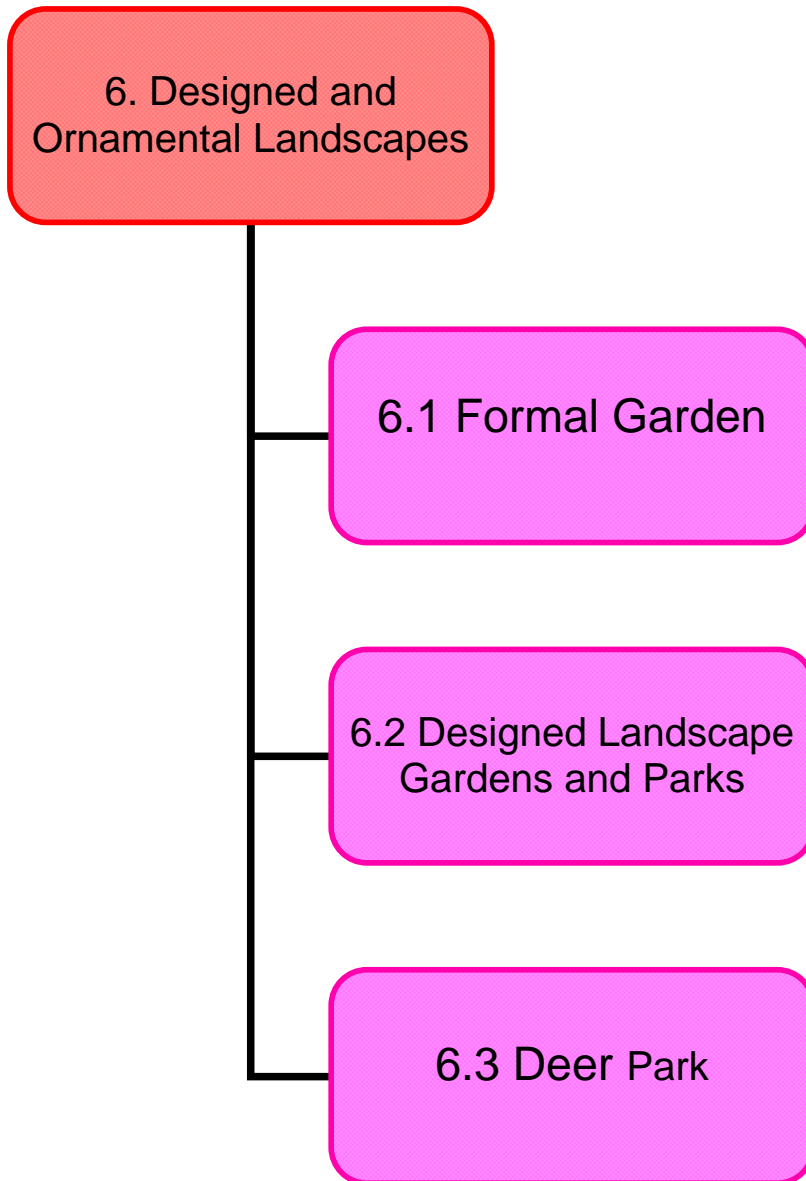 6. Designed and
Ornamental Landscapes
6.1 Formal Garden
6.2 Designed Landscape
Gardens and Parks
6.3 Deer Park